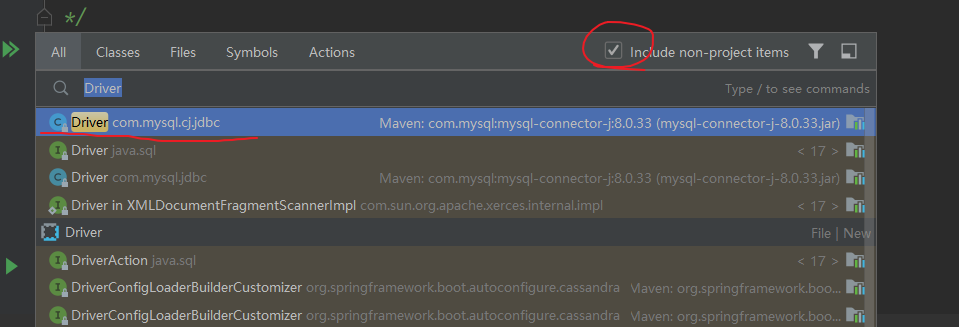 */
All Classes Files Symbols Actions Include non-project items
Driver Type / to see commands
Driver com.mysql.cj.jdbc Maven: com.mysql:mysql-connector-j:8.0.33 (mysql-connector-j-8.0.33.jar)
Driver java.sql < 17 >
Driver com.mysql.jdbc Maven: com.mysql:mysql-connector-j:8.0.33 (mysql-connector-j-8.0.33.jar)
Driver in XMLDocumentFragmentScannerImpl com.sun.org.apache.xerces.internal.impl < 17 >
Driver File | New
DriverAction java.sql < 17 >
DriverConfigLoaderBuilderCustomizer org.springframework.boot.autoconfigure.cassandra Maven: org.springframework.boo...
DriverConfigLoaderBuilderCustomizer org.springframework.boot.autoconfigure.cassandra Maven: org.springframework.boo...